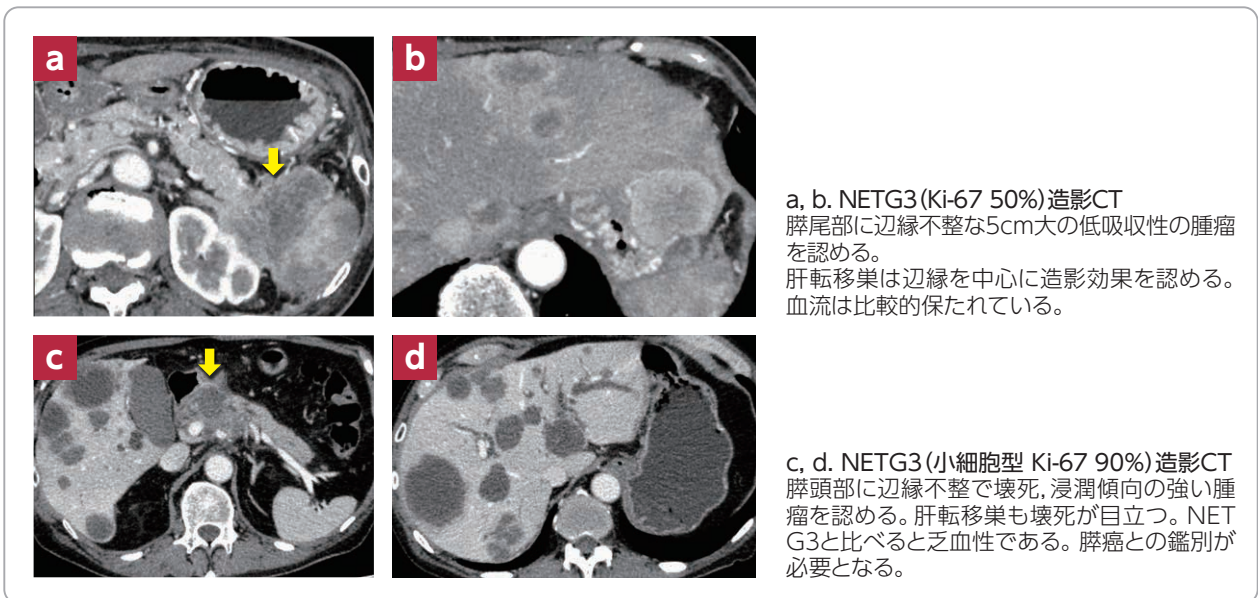 a
b
a, b. NETG3（Ki-67 50%）造影CT
膵尾部に辺縁不整な5cm大の低吸収性の腫瘤
を認める。
肝転移巣は辺縁を中心に造影効果を認める。
血流は比較的保たれている。
c
d
c, d. NETG3（小細胞型 Ki-67 90%）造影CT
膵頭部に辺縁不整で壊死，浸潤傾向の強い腫
瘤を認める。肝転移巣も壊死が目立つ。NET
G3と比べると乏血性である。膵癌との鑑別が
必要となる。